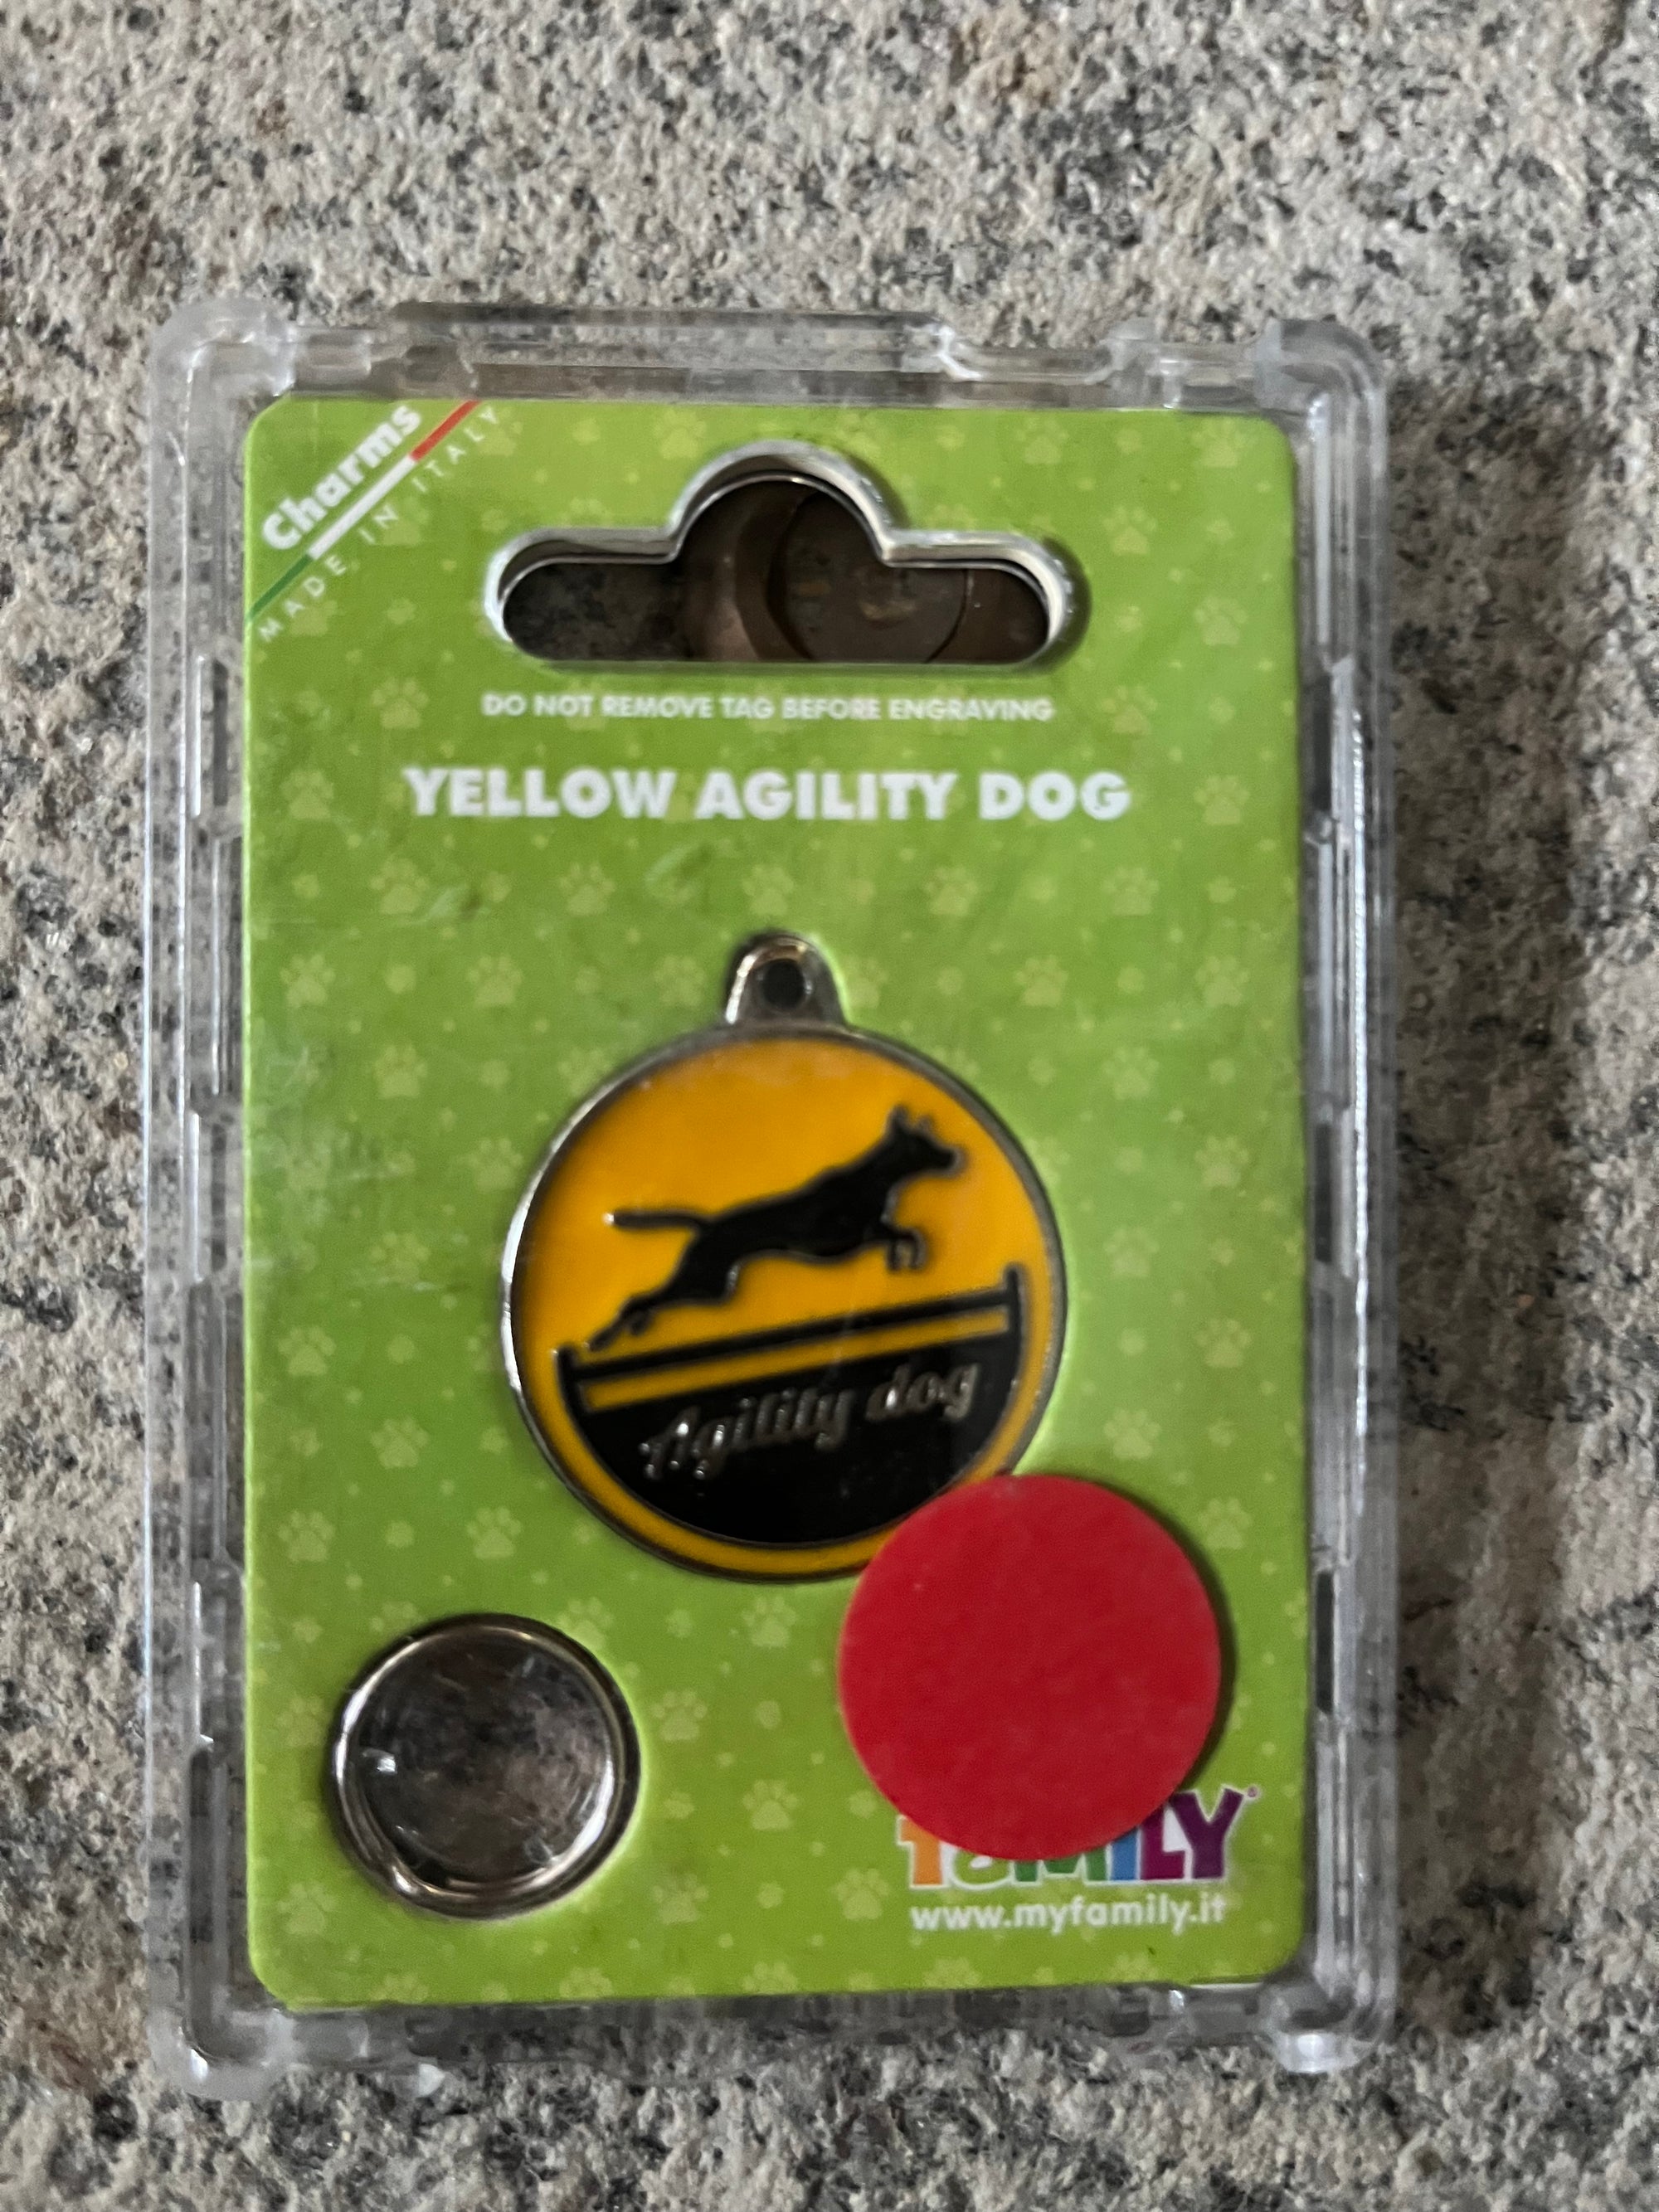 Charms
MADE IN ITALY
DO NOT REMOVE TAG BEFORE ENGRAVING
YELLOW AGILITY DOG
Agility dog
FaMILY®
www.myfamily.it